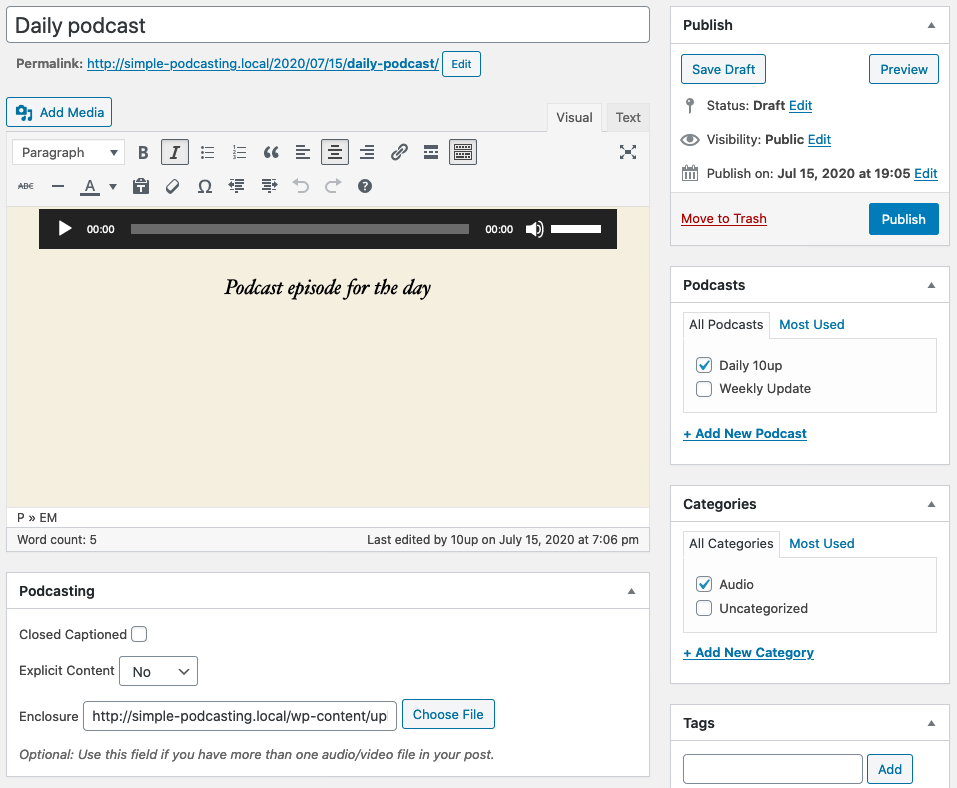 Daily podcast
Permalink: http://simple-podcasting.local/2020/07/15/daily-podcast/ Edit
Add Media
Visual Text
Paragraph B I
ABC A
00:00 00:00
Podcast episode for the day
P » EM
Word count: 5 Last edited by 10up on July 15, 2020 at 7:06 pm
Podcasting
Closed Captioned
Explicit Content No
Enclosure http://simple-podcasting.local/wp-content/up Choose File
Optional: Use this field if you have more than one audio/video file in your post.
Publish
Save Draft Preview
Status: Draft Edit
Visibility: Public Edit
Publish on: Jul 15, 2020 at 19:05 Edit
Move to Trash Publish
Podcasts
All Podcasts Most Used
Daily 10up
Weekly Update
+ Add New Podcast
Categories
All Categories Most Used
Audio
Uncategorized
+ Add New Category
Tags
Add